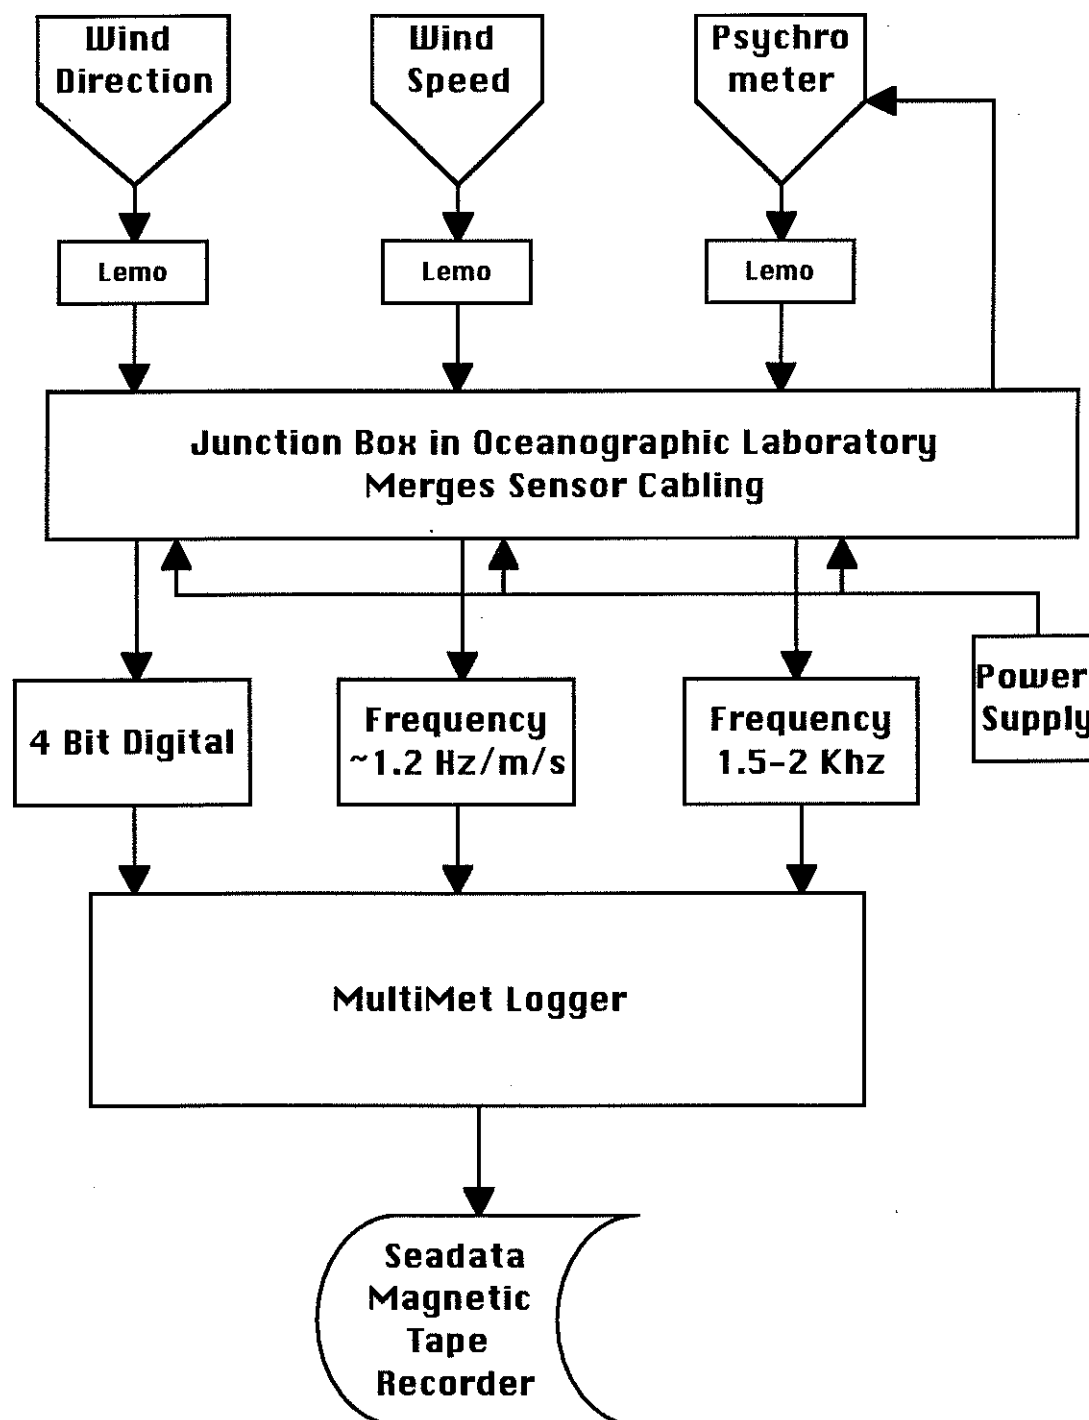 Wind
Direction
Wind
Speed
Psychro
meter
Lemo
Lemo
Lemo
Junction Box in Oceanographic Laboratory
Merges Sensor Cabling
4 Bit Digital
Frequency
~1.2 Hz/m/s
Frequency
1.5-2 Khz
Power
Supply
MultiMet Logger
Seadata
Magnetic
Tape
Recorder